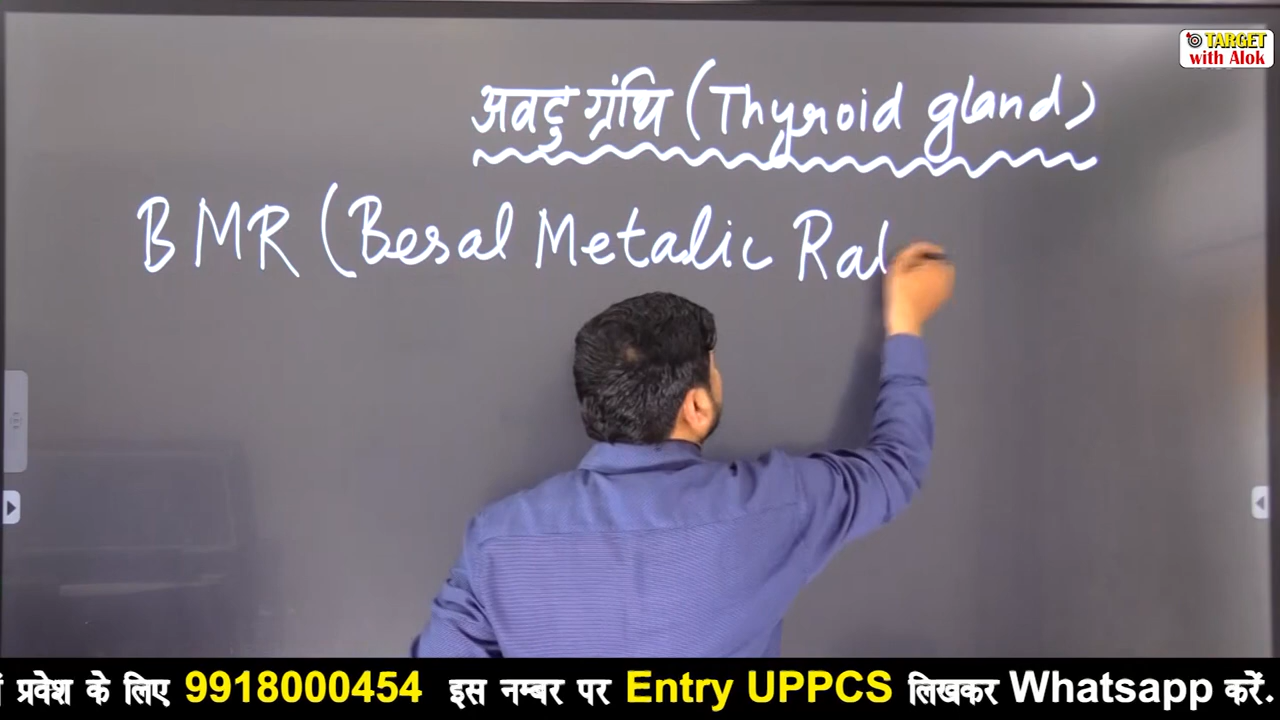 TARGET
with Alok
अवटु ग्रंथि (Thyroid gland)
BMR (Besal Metalic Rat
प्रवेश के लिए 9918000454 इस नम्बर पर Entry UPPCS लिखकर Whatsapp करें.